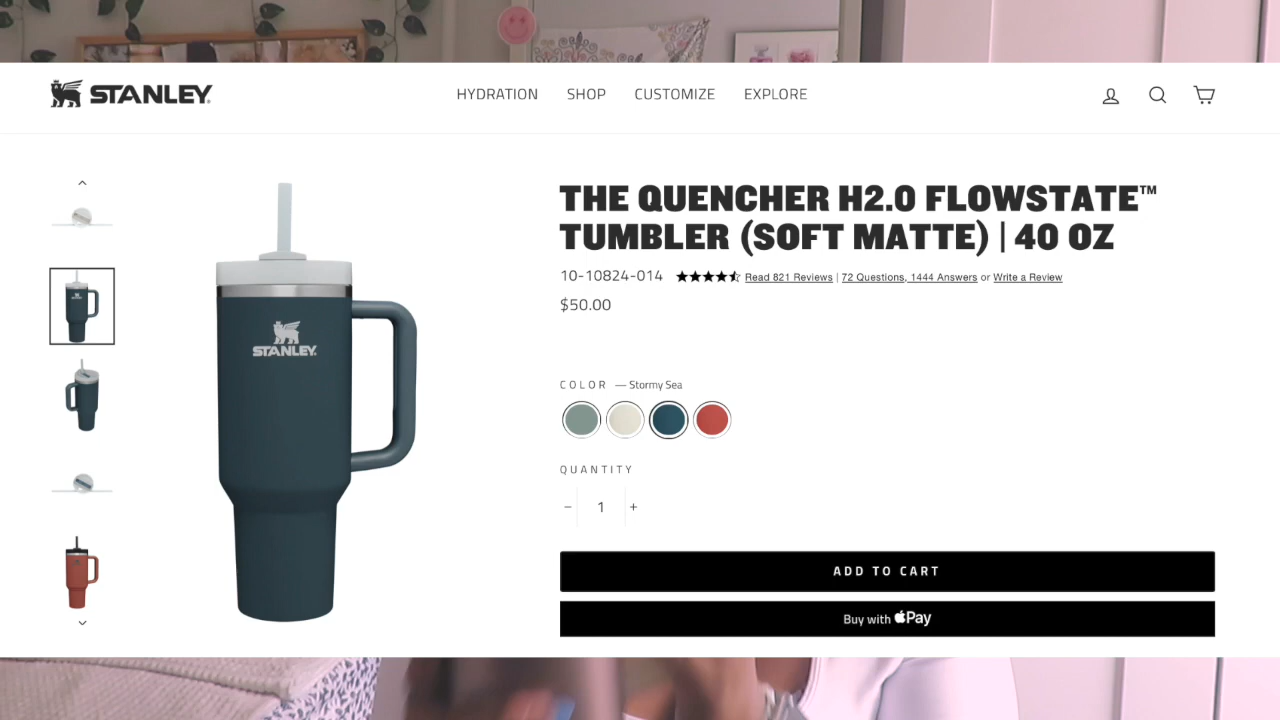 STANLEY
HYDRATION SHOP CUSTOMIZE EXPLORE
THE QUENCHER H2.0 FLOWSTATE™
TUMBLER (SOFT MATTE) | 40 OZ
10-10824-014 Read 821 Reviews | 72 Questions, 1444 Answers or Write a Review
$50.00
STANLEY
COLOR — Stormy Sea
QUANTITY
− 1 +
ADD TO CART
Buy with Pay